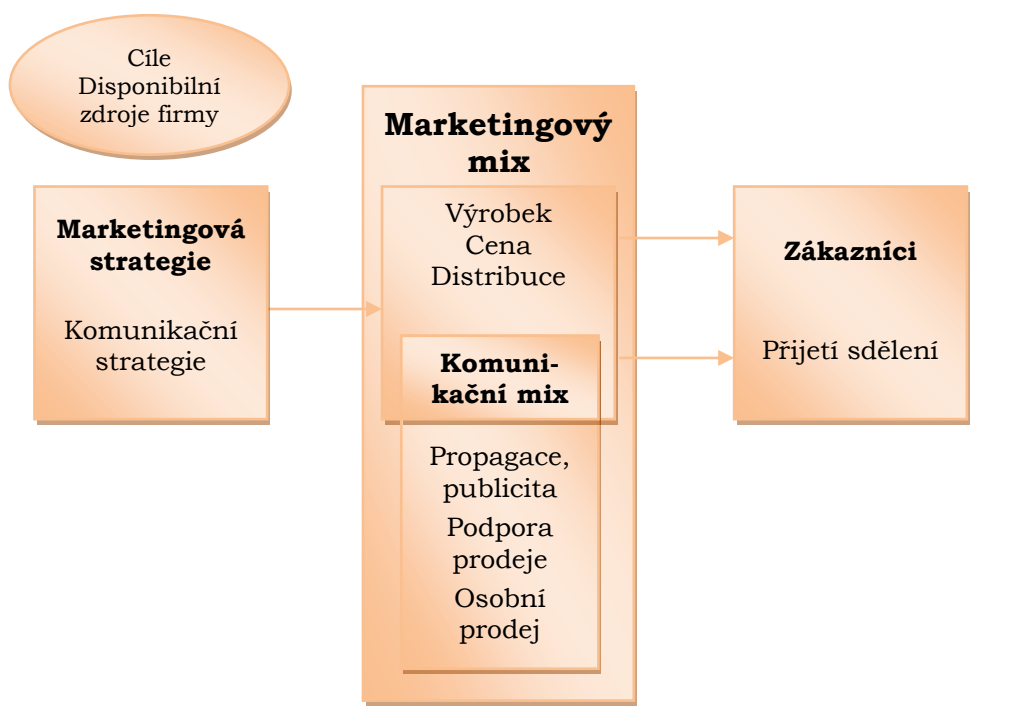 Cíle
Disponibilní
zdroje firmy
Marketingová
strategie
Komunikační
strategie
Marketingový
mix
Výrobek
Cena
Distribuce
Komuni-
kační mix
Propagace,
publicita
Podpora
prodeje
Osobní
prodej
Zákazníci
Přijetí sdělení